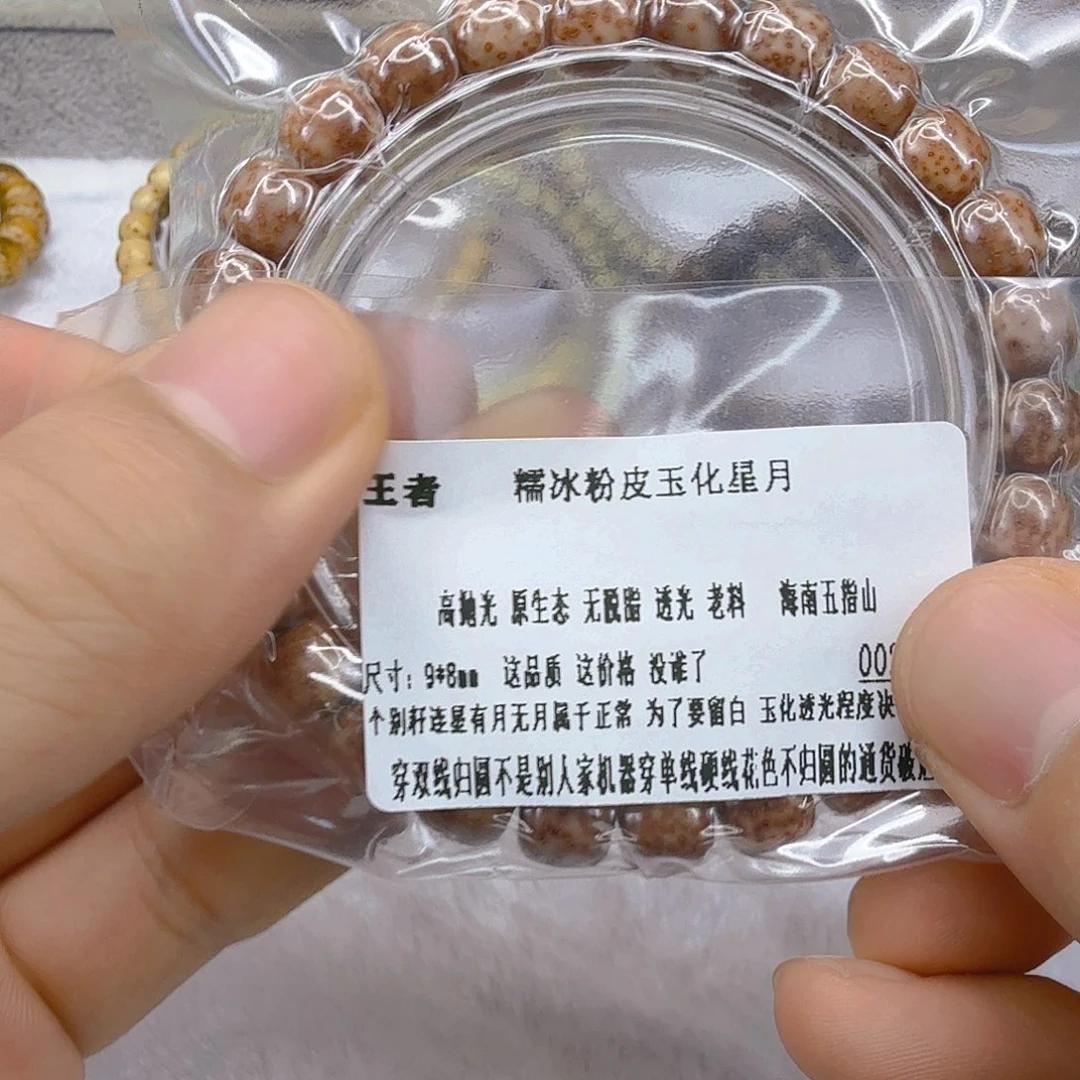 王者 糯冰粉皮玉化星月
高抛光 原生态 无脱脂 透光 老料 海南五指山
尺寸：9*8mm 这品质 这价格 没谁了 002
个别籽连星有月无月属于正常 为了要留白 玉化透光程度决
穿双线归圆不是别人家机器穿单线硬线花色不归圆的通货破